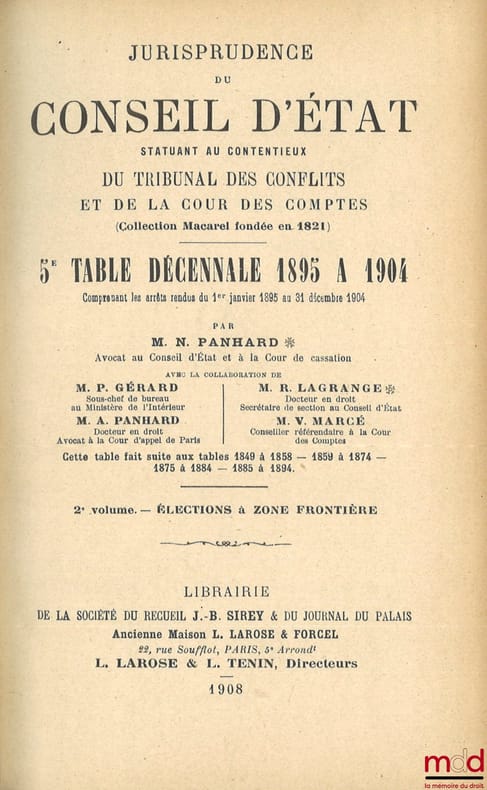 JURISPRUDENCE
DU
CONSEIL D'ÉTAT
STATUANT AU CONTENTIEUX
DU TRIBUNAL DES CONFLITS
ET DE LA COUR DES COMPTES
(Collection Macarel fondée en 1821)
5E TABLE DÉCENNALE 1895 A 1904
Comprenant les arrêts rendus du 1er janvier 1895 au 31 décembre 1904
PAR
M. N. PANHARD ✻
Avocat au Conseil d'État et à la Cour de cassation
AVEC LA COLLABORATION DE
M. P. GÉRARD
Sous-chef de bureau
au Ministère de l'Intérieur
M. A. PANHARD
Docteur en droit
Avocat à la Cour d'appel de Paris
M. R. LAGRANGE ✻
Docteur en droit
Secrétaire de section au Conseil d'État
M. V. MARCÉ
Conseiller référendaire à la Cour
des Comptes
Cette table fait suite aux tables 1849 à 1858 — 1859 à 1874 —
1875 à 1884 — 1885 à 1894.
2e volume. — ÉLECTIONS à ZONE FRONTIÈRE
LIBRAIRIE
DE LA SOCIÉTÉ DU RECUEIL J.-B. SIREY & DU JOURNAL DU PALAIS
Ancienne Maison L. LAROSE & FORCEL
22, rue Soufflot, PARIS, 5e Arrondt
L. LAROSE & L. TENIN, Directeurs
1908
mdd
la mémoire du droit